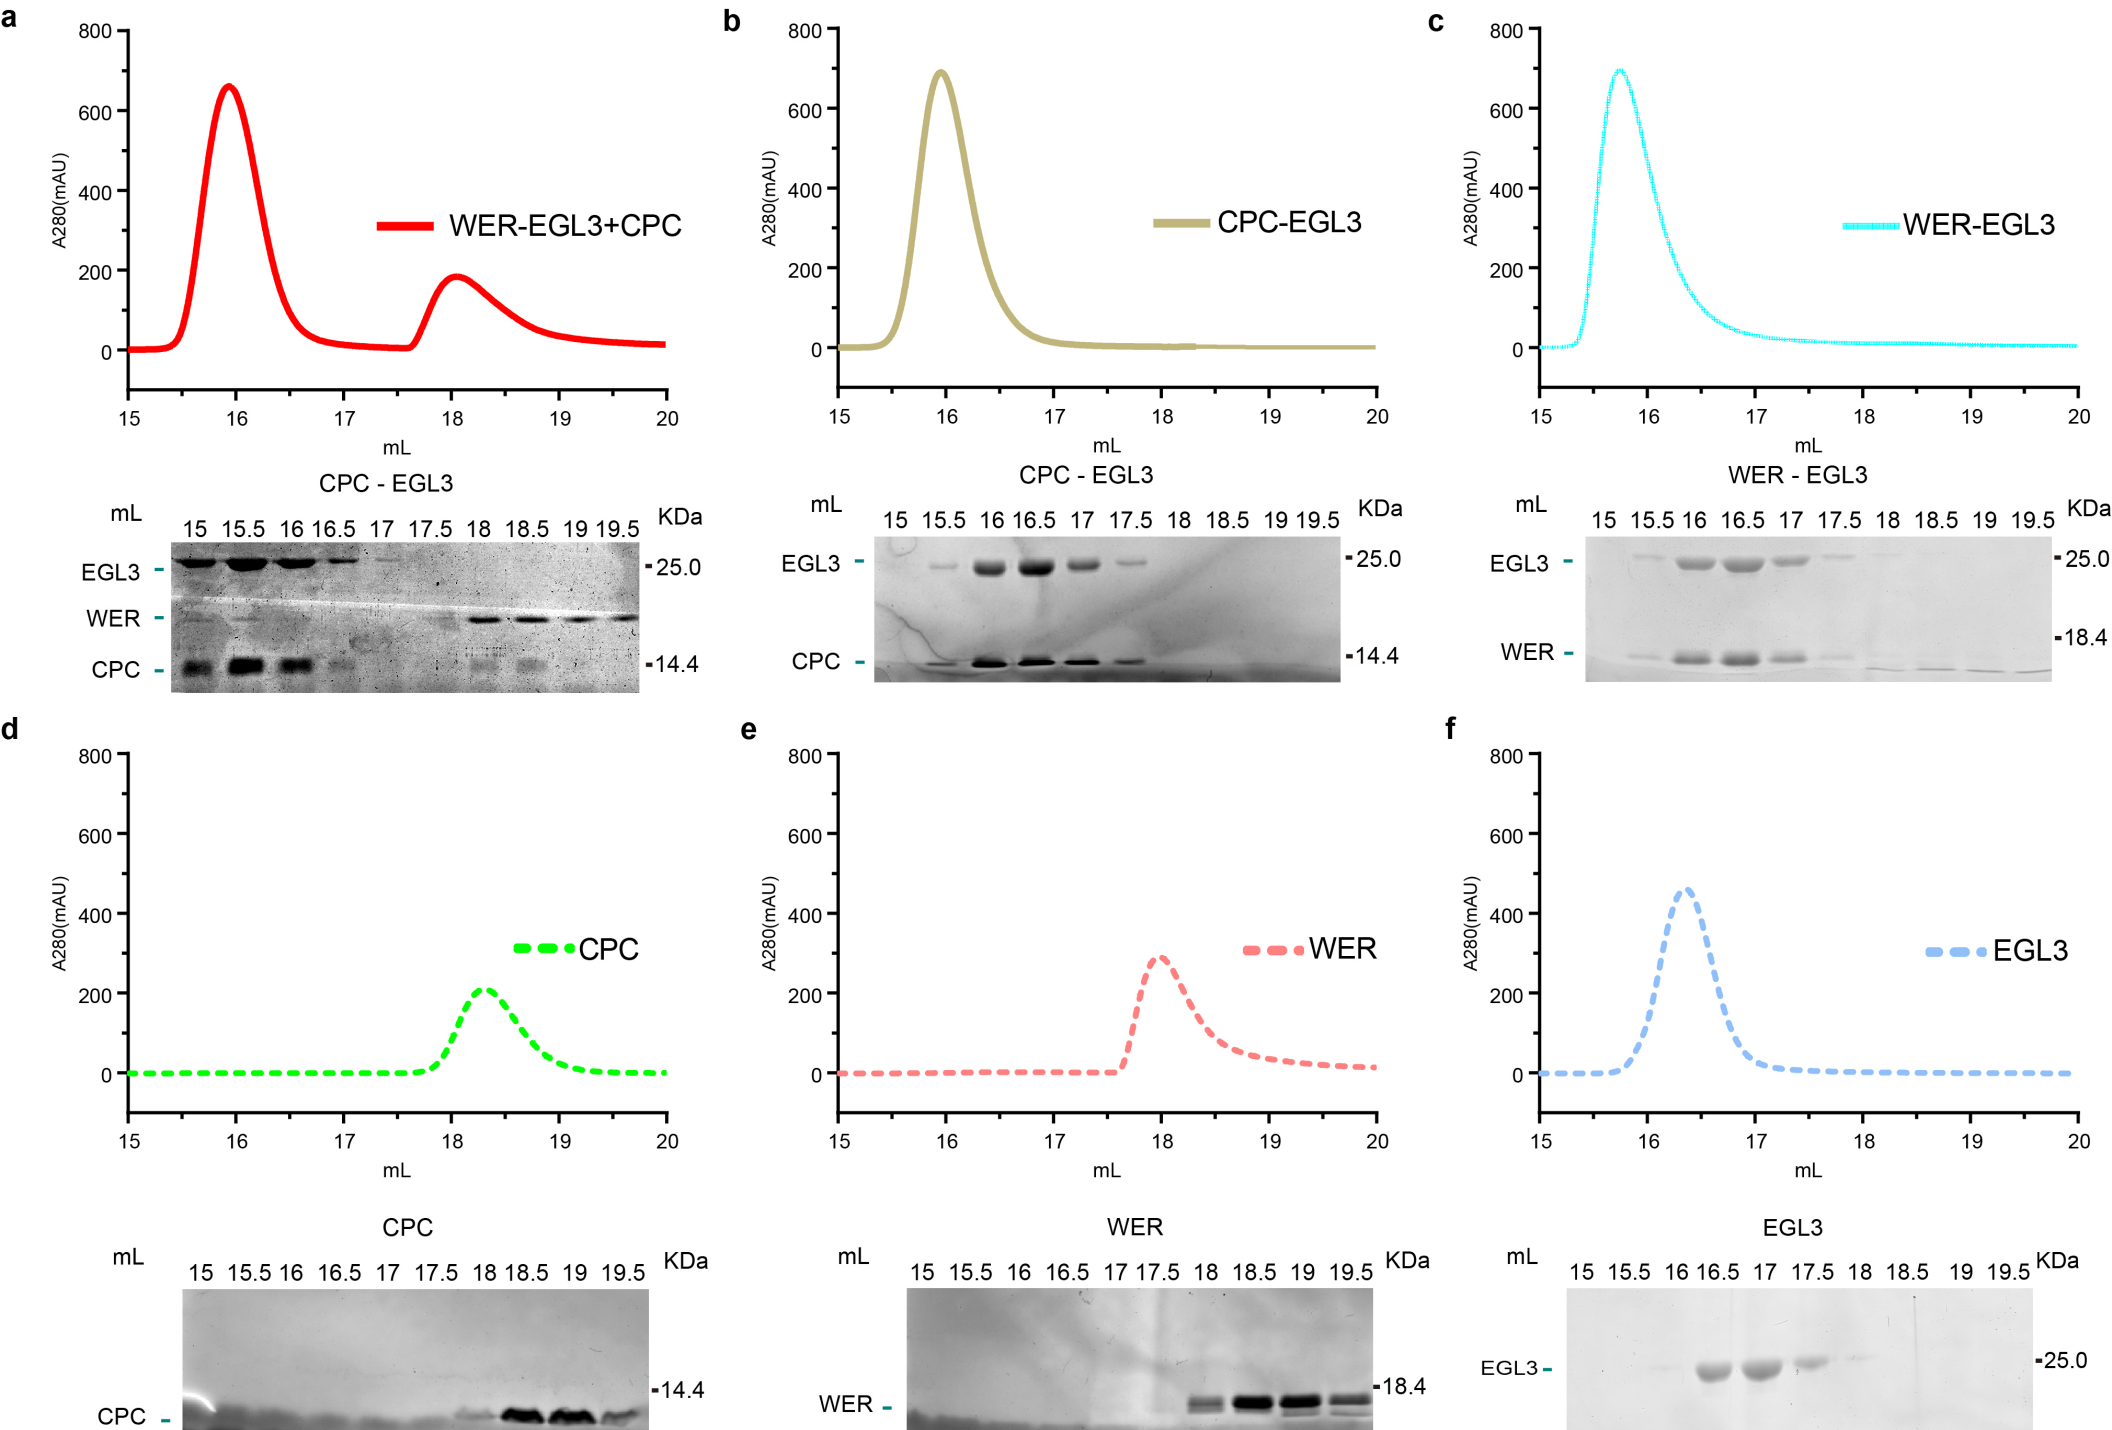 a
800
600
400
200
0
A280(mAU)
WER-EGL3+CPC
15 16 17 18 19 20
mL
CPC - EGL3
mL 15 15.5 16 16.5 17 17.5 18 18.5 19 19.5 KDa
EGL3 25.0
WER
CPC 14.4
b
800
600
400
200
0
A280(mAU)
CPC-EGL3
15 16 17 18 19 20
mL
CPC - EGL3
mL 15 15.5 16 16.5 17 17.5 18 18.5 19 19.5 KDa
EGL3 25.0
CPC 14.4
c
800
600
400
200
0
A280(mAU)
WER-EGL3
15 16 17 18 19 20
mL
WER - EGL3
mL 15 15.5 16 16.5 17 17.5 18 18.5 19 19.5 KDa
EGL3 25.0
WER 18.4
d
800
600
400
200
0
A280(mAU)
CPC
15 16 17 18 19 20
mL
CPC
mL 15 15.5 16 16.5 17 17.5 18 18.5 19 19.5 KDa
14.4
CPC
e
800
600
400
200
0
A280(mAU)
WER
15 16 17 18 19 20
mL
WER
mL 15 15.5 16 16.5 17 17.5 18 18.5 19 19.5 KDa
18.4
WER
f
800
600
400
200
0
A280(mAU)
EGL3
15 16 17 18 19 20
mL
EGL3
mL 15 15.5 16 16.5 17 17.5 18 18.5 19 19.5 KDa
EGL3 25.0